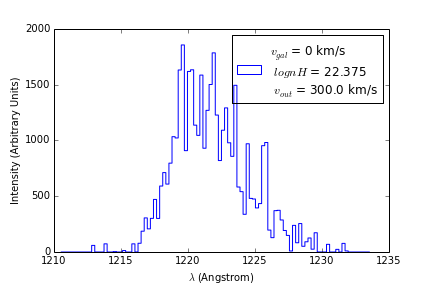 2000
1500
1000
500
0
Intensity (Arbitrary Units)
v_gal = 0 km/s
lognH = 22.375
v_out = 300.0 km/s
1210 1215 1220 1225 1230 1235
λ (Angstrom)